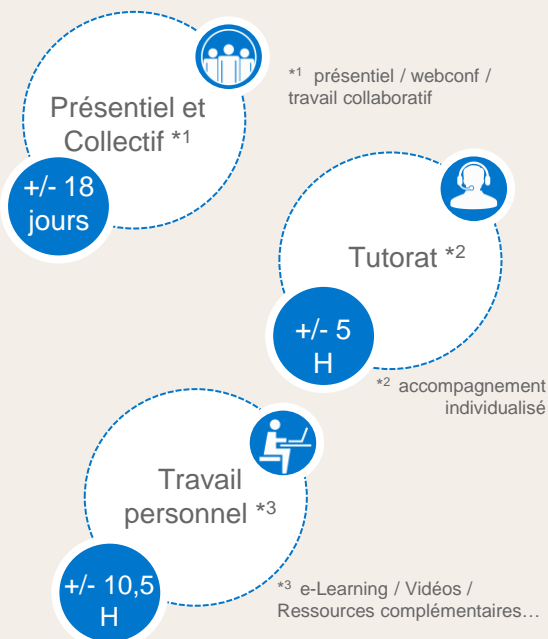 Présentiel et
Collectif *1
+/- 18
jours
*1 présentiel / webconf /
travail collaboratif
Tutorat *2
+/- 5
H
*2 accompagnement
individualisé
Travail
personnel *3
+/- 10,5
H
*3 e-Learning / Vidéos /
Ressources complémentaires…